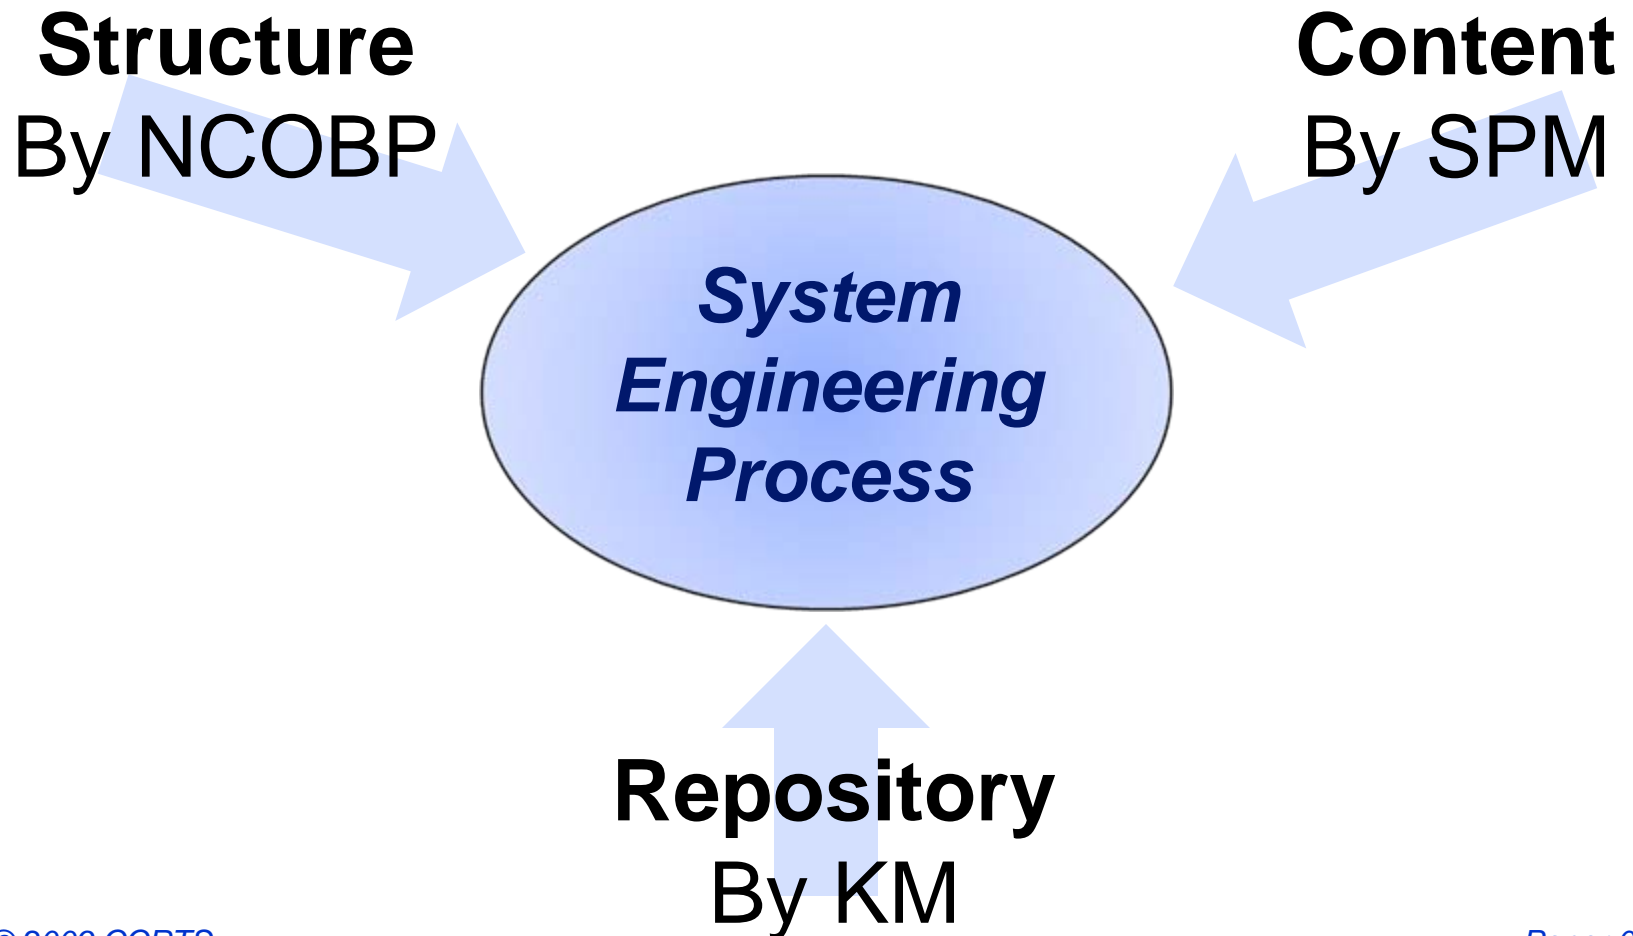 Structure
By NCOBP
Content
By SPM
System
Engineering
Process
Repository
By KM